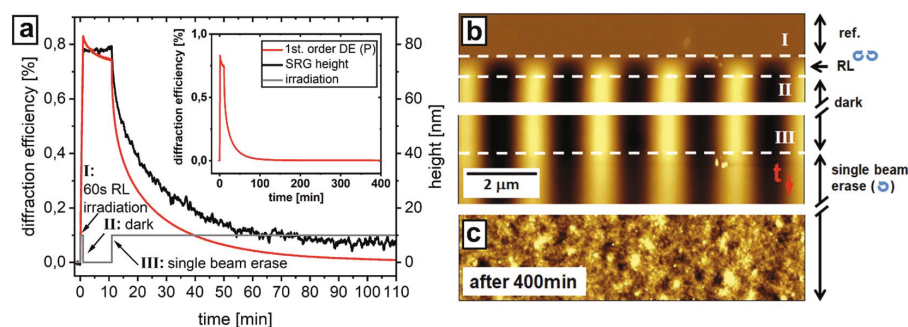 a
diffraction efficiency [%]
0,8
0,6
0,4
0,2
0,0
80
60
40
20
0
height [nm]
0 10 20 30 40 50 60 70 80 90 100 110
time [min]
I:
60s RL
irradiation
II: dark
III: single beam erase
1,0
0,5
0,0
diffraction efficiency [%]
1st. order DE (P)
SRG height
irradiation
0 100 200 300 400
time [min]
b
I
II
III
2 µm
t
ref.
RL
dark
single beam
erase ( )
c
after 400min